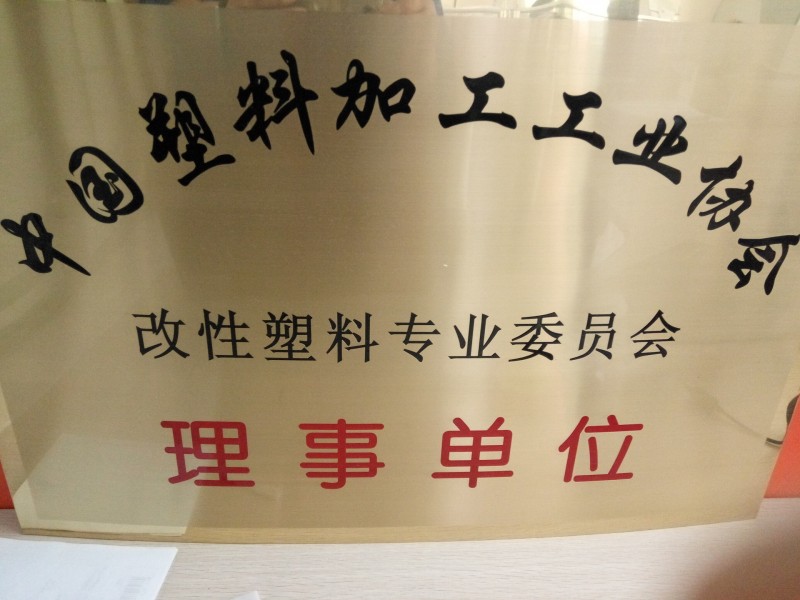 中国塑料加工工业协会
改性塑料专业委员会
理事单位